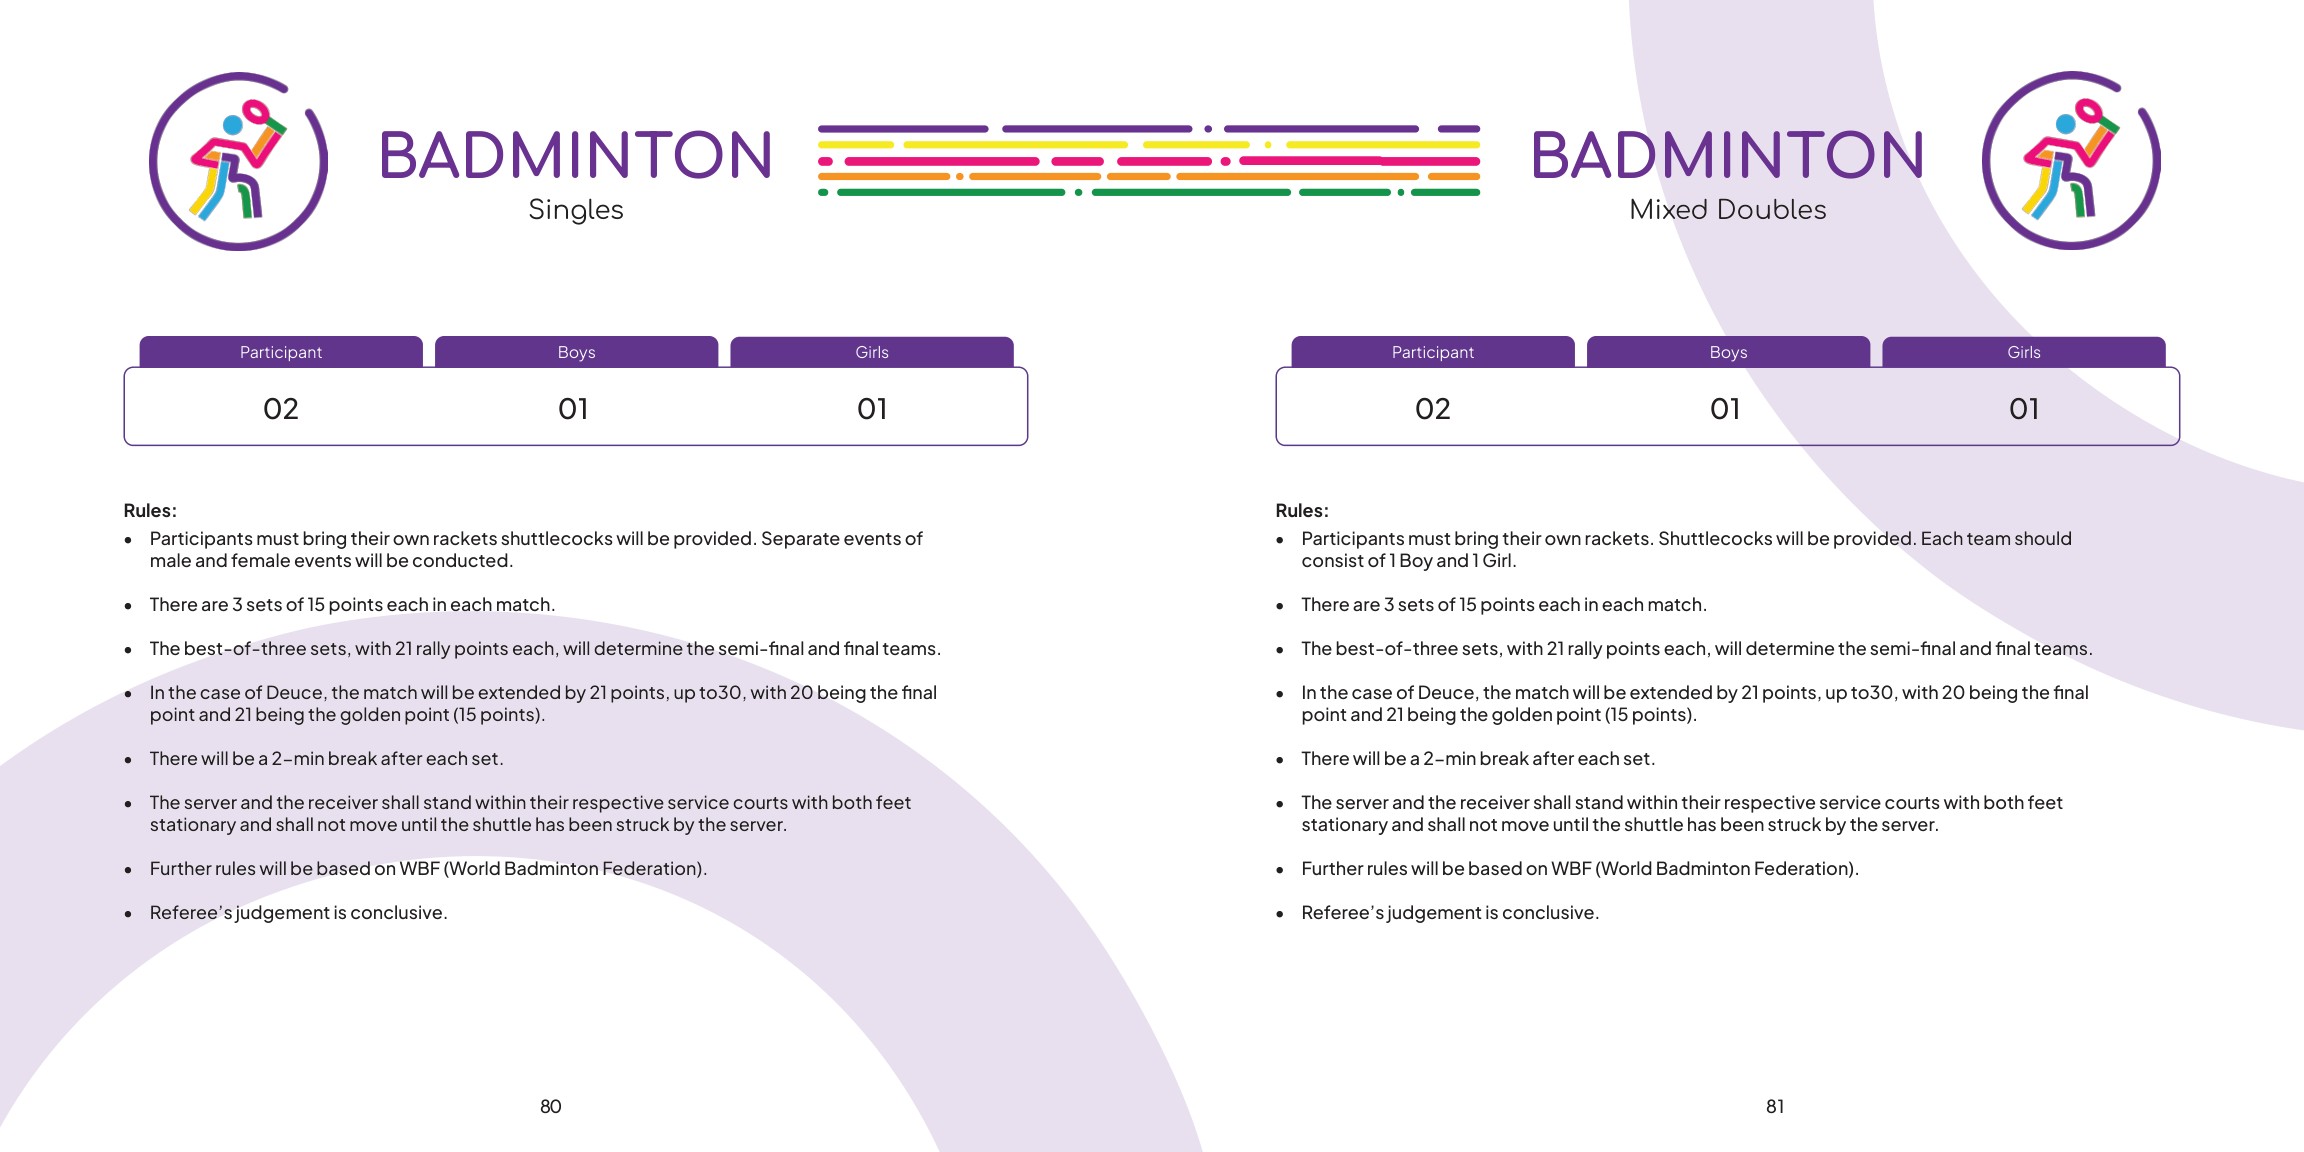 BADMINTON
Singles
Participant
Boys
Girls
02
01
01
Rules:
• Participants must bring their own rackets shuttlecocks will be provided. Separate events of
male and female events will be conducted.
• There are 3 sets of 15 points each in each match.
• The best-of-three sets, with 21 rally points each, will determine the semi-final and final teams.
• In the case of Deuce, the match will be extended by 21 points, up to30, with 20 being the final
point and 21 being the golden point (15 points).
• There will be a 2–min break after each set.
• The server and the receiver shall stand within their respective service courts with both feet
stationary and shall not move until the shuttle has been struck by the server.
• Further rules will be based on WBF (World Badminton Federation).
• Referee’s judgement is conclusive.
80
BADMINTON
Mixed Doubles
Participant
Boys
Girls
02
01
01
Rules:
• Participants must bring their own rackets. Shuttlecocks will be provided. Each team should
consist of 1 Boy and 1 Girl.
• There are 3 sets of 15 points each in each match.
• The best-of-three sets, with 21 rally points each, will determine the semi-final and final teams.
• In the case of Deuce, the match will be extended by 21 points, up to30, with 20 being the final
point and 21 being the golden point (15 points).
• There will be a 2–min break after each set.
• The server and the receiver shall stand within their respective service courts with both feet
stationary and shall not move until the shuttle has been struck by the server.
• Further rules will be based on WBF (World Badminton Federation).
• Referee’s judgement is conclusive.
81